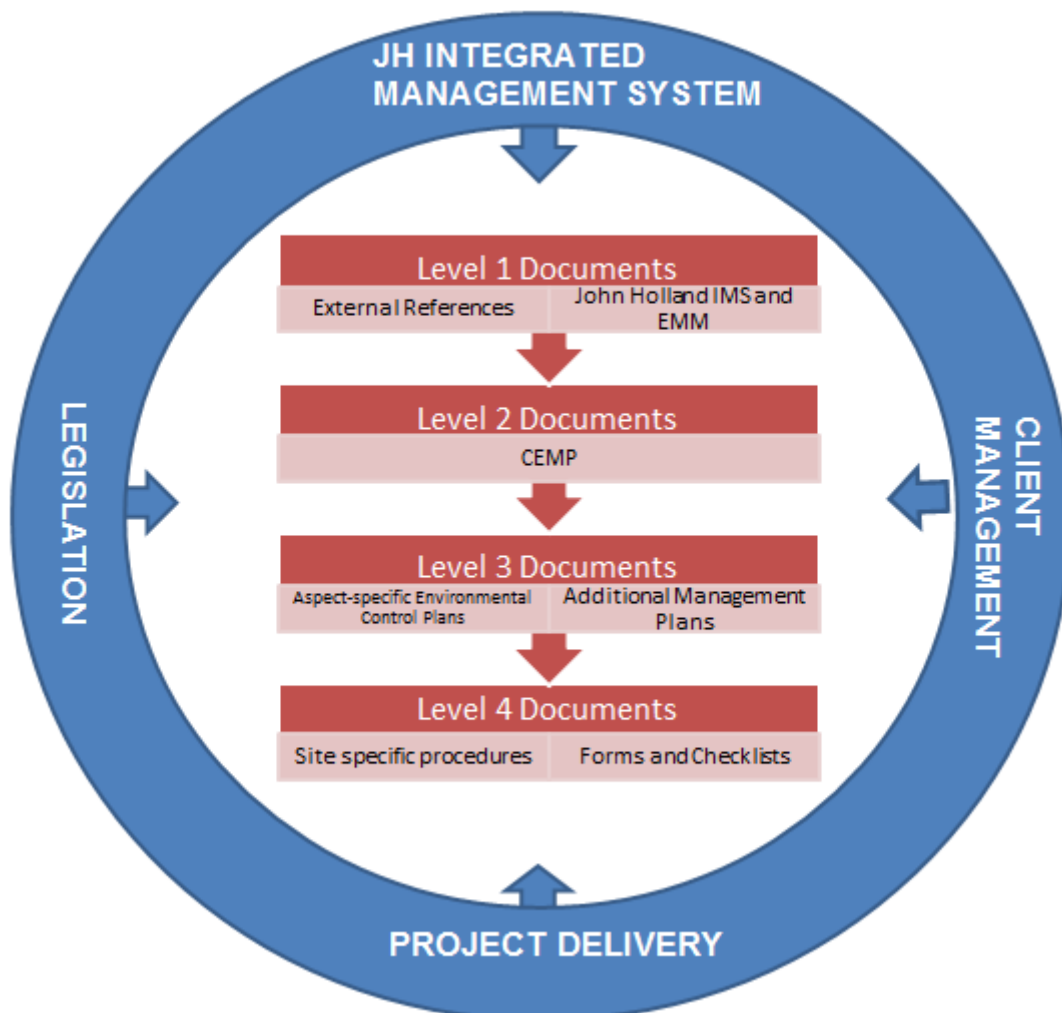 JH INTEGRATED
MANAGEMENT SYSTEM
Level 1 Documents
External References
John Holland IMS and
EMM
Level 2 Documents
CEMP
Level 3 Documents
Aspect-specific Environmental
Control Plans
Additional Management
Plans
Level 4 Documents
Site specific procedures
Forms and Checklists
LEGISLATION
CLIENT
MANAGEMENT
PROJECT DELIVERY